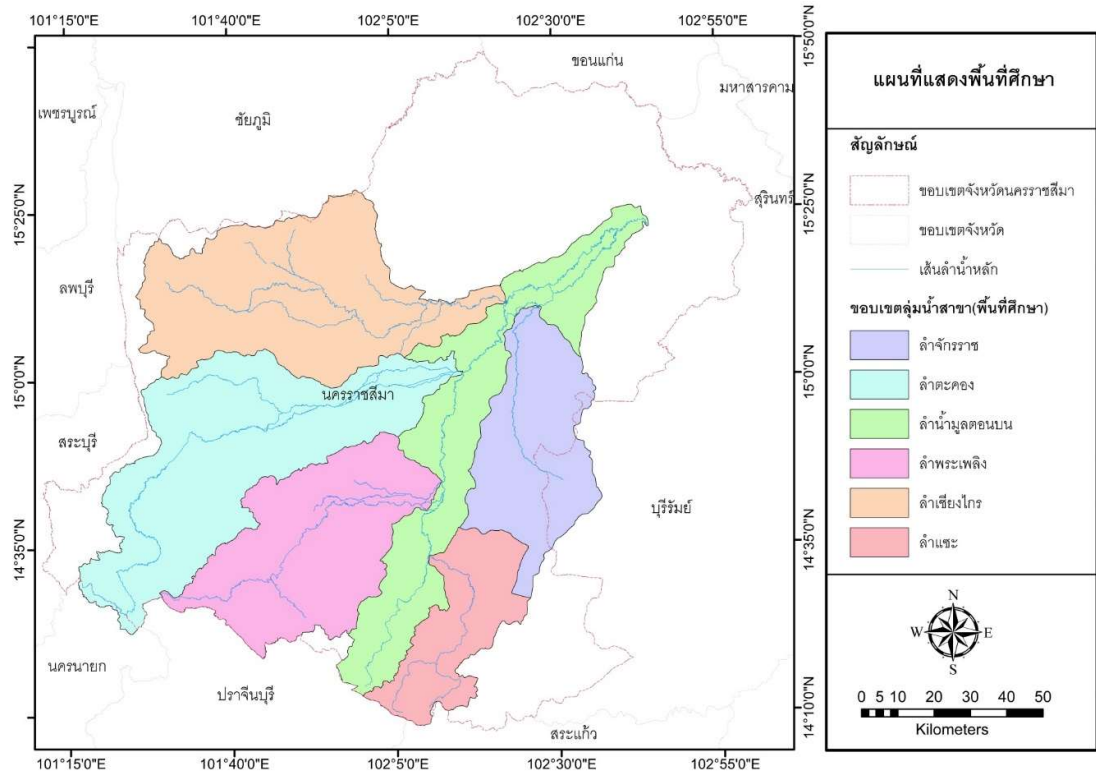 101°15'0"E 101°40'0"E 102°5'0"E 102°30'0"E 102°55'0"E
15°50'0"N
15°25'0"N
15°0'0"N
14°35'0"N
14°10'0"N
15°25'0"N
15°0'0"N
14°35'0"N
ขอนแก่น
มหาสารคาม
เพชรบูรณ์
ชัยภูมิ
สุรินทร์
ลพบุรี
นครราชสีมา
สระบุรี
บุรีรัมย์
นครนายก
ปราจีนบุรี
สระแก้ว
101°15'0"E 101°40'0"E 102°5'0"E 102°30'0"E 102°55'0"E
แผนที่แสดงพื้นที่ศึกษา
สัญลักษณ์
ขอบเขตจังหวัดนครราชสีมา
ขอบเขตจังหวัด
เส้นลำน้ำหลัก
ขอบเขตลุ่มน้ำสาขา(พื้นที่ศึกษา)
ลำจักรราช
ลำตะคอง
ลำน้ำมูลตอนบน
ลำพระเพลิง
ลำเชียงไกร
ลำแซะ
N
W E
S
0 5 10 20 30 40 50
Kilometers